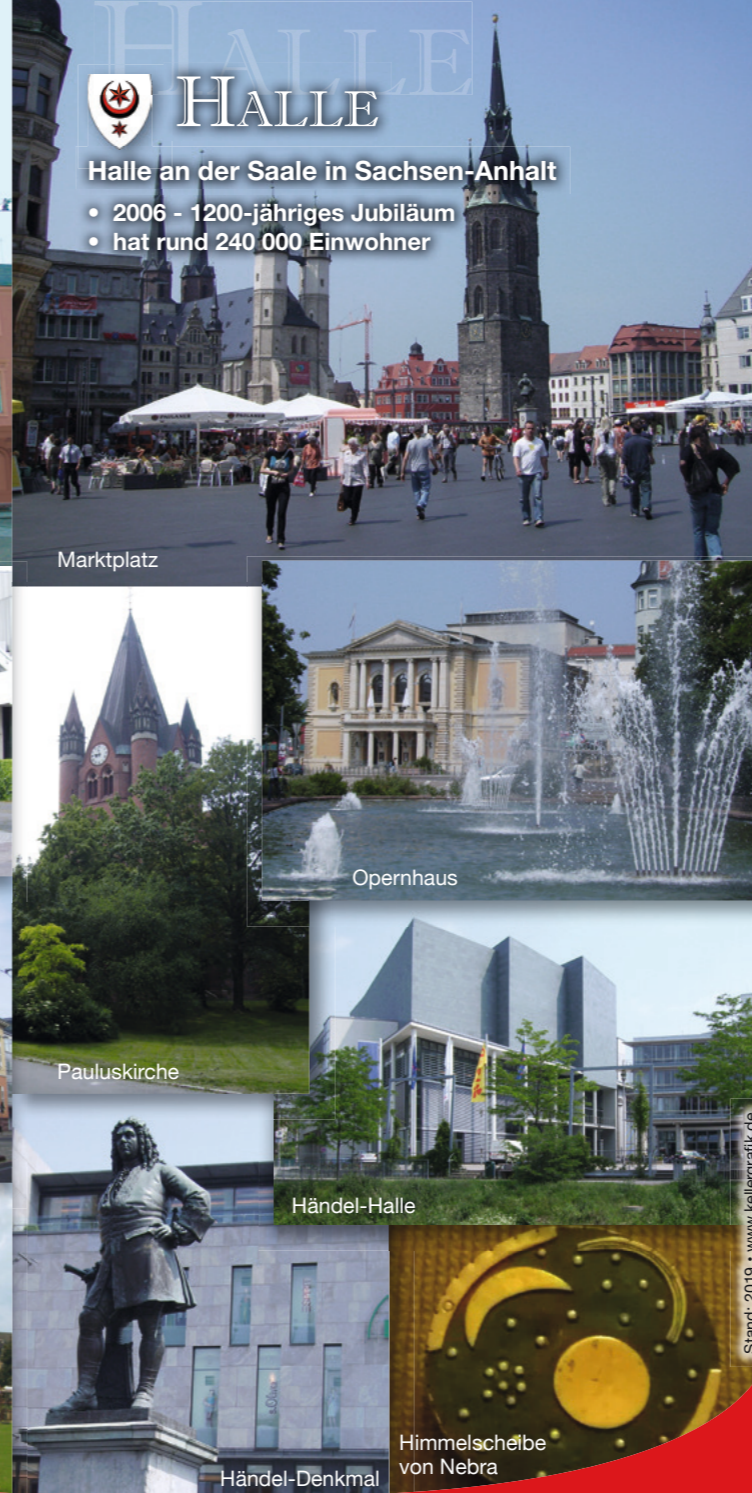 HALLE
HALLE
Halle an der Saale in Sachsen-Anhalt
• 2006 - 1200-jähriges Jubiläum
• hat rund 240 000 Einwohner
PAULANER
Marktplatz
Opernhaus
Pauluskirche
Händel-Halle
Händel-Denkmal
Himmelscheibe
von Nebra
Stand: 2019 • www.kellergrafik.de